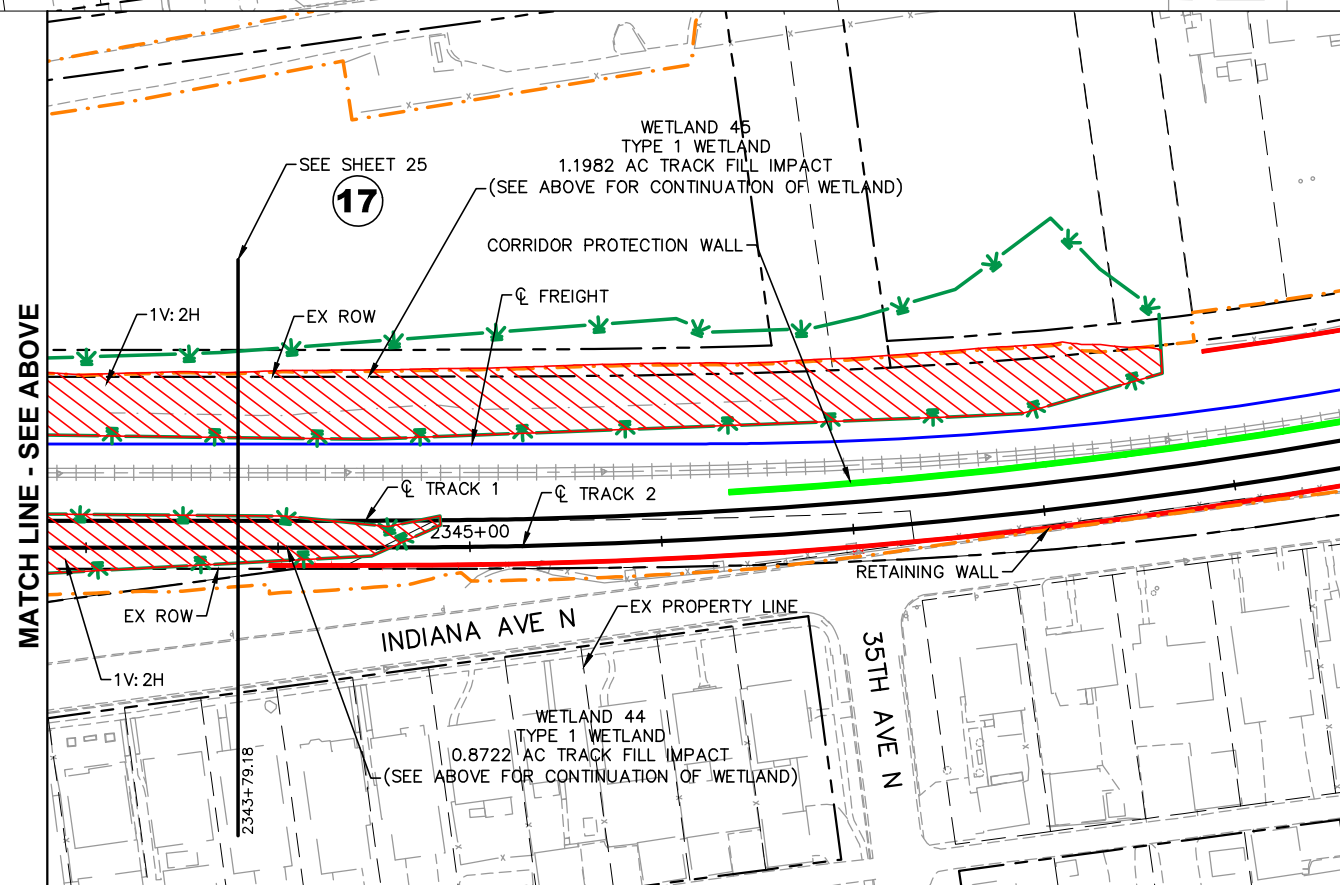 WETLAND 45
TYPE 1 WETLAND
1.1982 AC TRACK FILL IMPACT
(SEE ABOVE FOR CONTINUATION OF WETLAND)
SEE SHEET 25
17
CORRIDOR PROTECTION WALL
℄ FREIGHT
1V:2H
EX ROW
MATCH LINE - SEE ABOVE
℄ TRACK 1
℄ TRACK 2
2345+00
RETAINING WALL
EX ROW
EX PROPERTY LINE
INDIANA AVE N
35TH AVE N
1V:2H
WETLAND 44
TYPE 1 WETLAND
0.8722 AC TRACK FILL IMPACT
(SEE ABOVE FOR CONTINUATION OF WETLAND)
2343+79.18